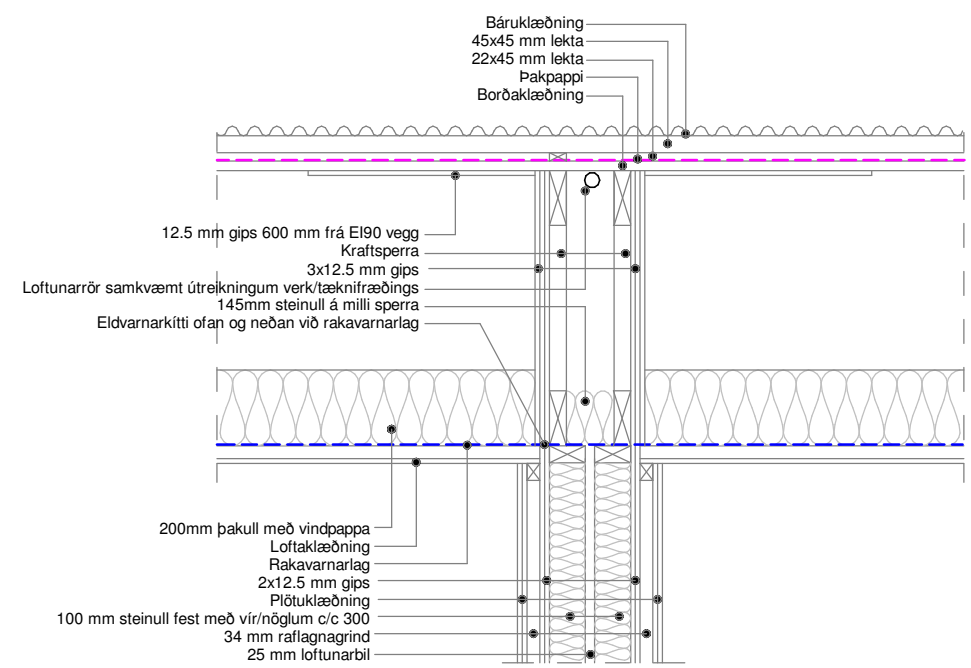 Báruklæðning
45x45 mm lekta
22x45 mm lekta
Þakpappi
Borðaklæðning
12.5 mm gips 600 mm frá EI90 vegg
Kraftsperra
3x12.5 mm gips
Loftunarrör samkvæmt útreikningum verk/tæknifræðings
145mm steinull á milli sperra
Eldvarnarkítti ofan og neðan við rakavarnarlag
200mm þakull með vindpappa
Loftaklæðning
Rakavarnarlag
2x12.5 mm gips
Plötuklæðning
100 mm steinull fest með vír/nöglum c/c 300
34 mm raflagnagrind
25 mm loftunarbil